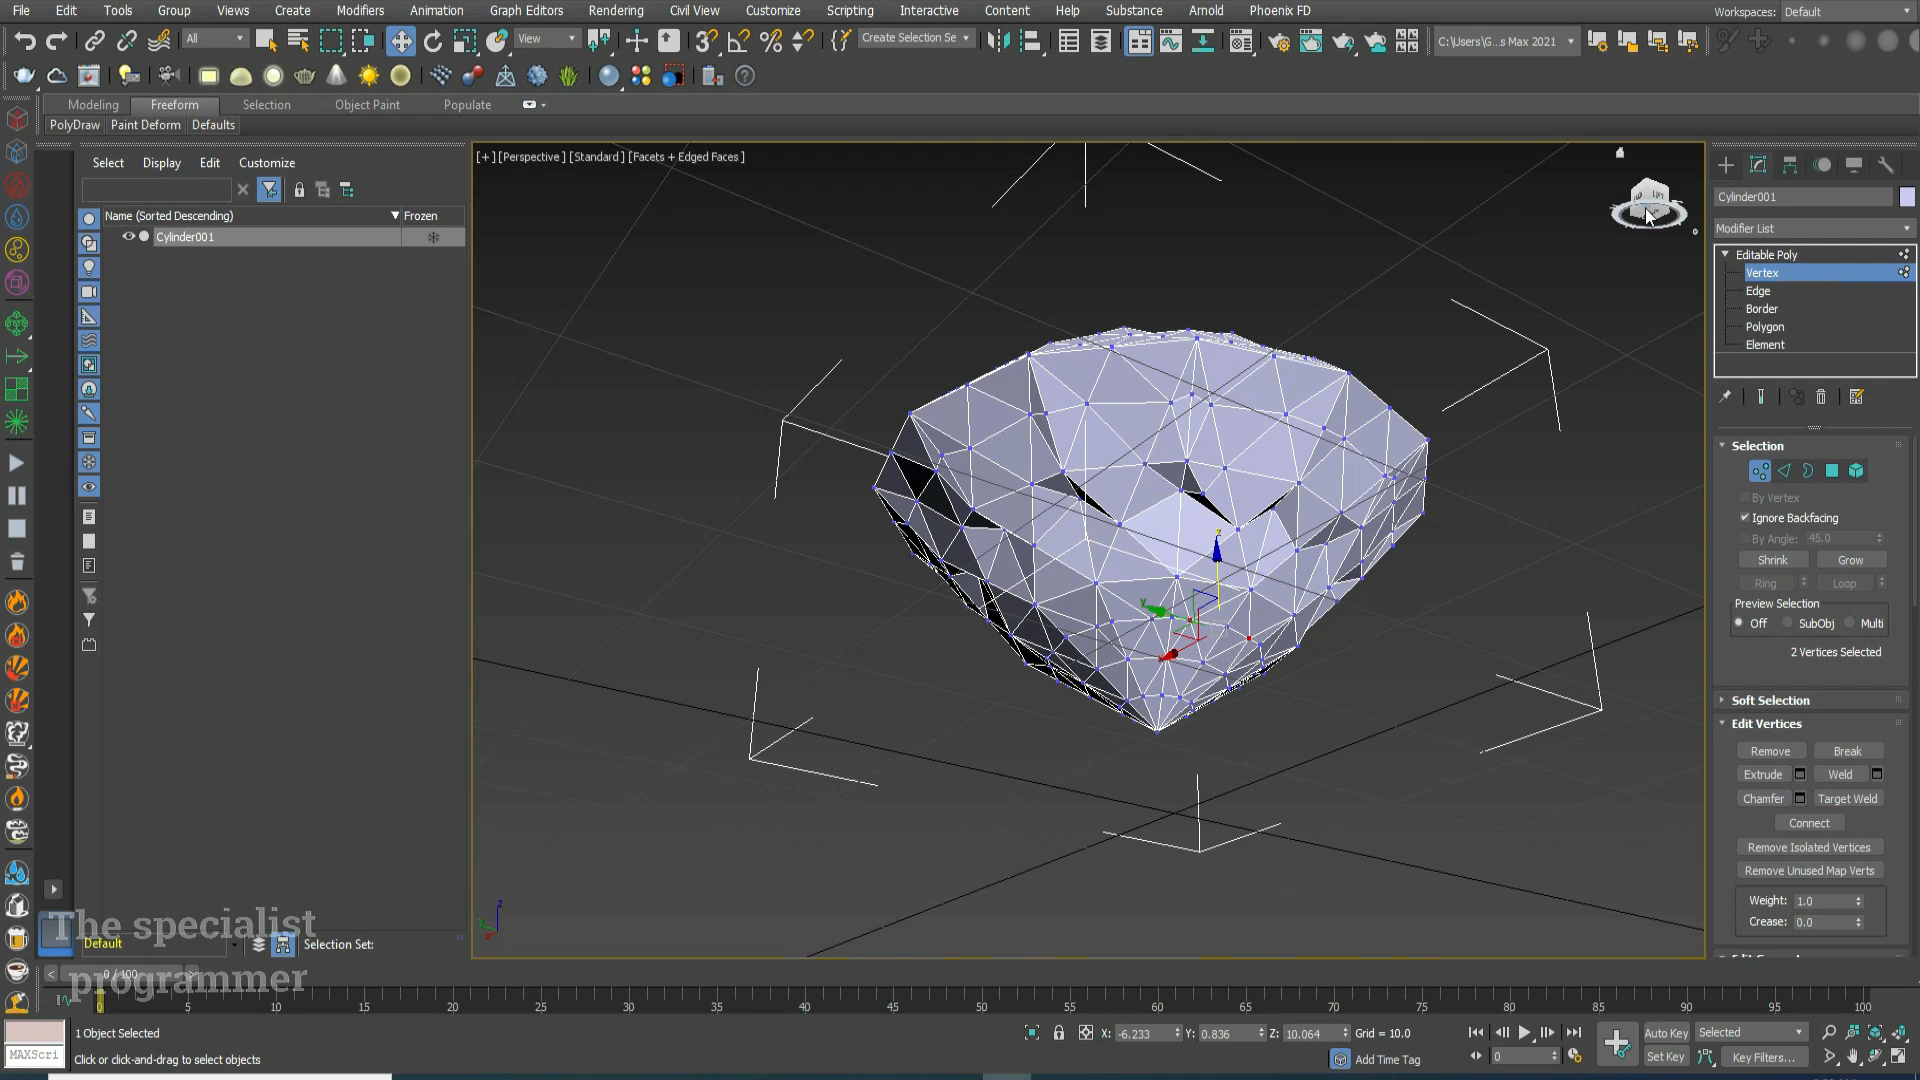 File Edit Tools Group Views Create Modifiers Animation Graph Editors Rendering Civil View Customize Scripting Interactive Content Help Substance Arnold Phoenix FD
Workspaces: Default
All View Create Selection Se C:\Users\G...s Max 2021
Modeling Freeform Selection Object Paint Populate
PolyDraw Paint Deform Defaults
Select Display Edit Customize
Name (Sorted Descending) Frozen
Cylinder001
[+] [Perspective ] [Standard ] [Facets + Edged Faces ]
Cylinder001
Modifier List
Editable Poly
Vertex
Edge
Border
Polygon
Element
Selection
By Vertex
Ignore Backfacing
By Angle: 45.0
Shrink Grow
Ring Loop
Preview Selection
Off SubObj Multi
2 Vertices Selected
Soft Selection
Edit Vertices
Remove Break
Extrude Weld
Chamfer Target Weld
Connect
Remove Isolated Vertices
Remove Unused Map Verts
Weight: 1.0
Crease: 0.0
The specialist
programmer
Default
Selection Set:
0 / 100
0 5 10 15 20 25 30 35 40 45 50 55 60 65 70 75 80 85 90 95 100
1 Object Selected
X: -6.233 Y: 0.836 Z: 10.064 Grid = 10.0
Auto Key Selected
MAXScri
Click or click-and-drag to select objects
Add Time Tag
0
Set Key Key Filters...